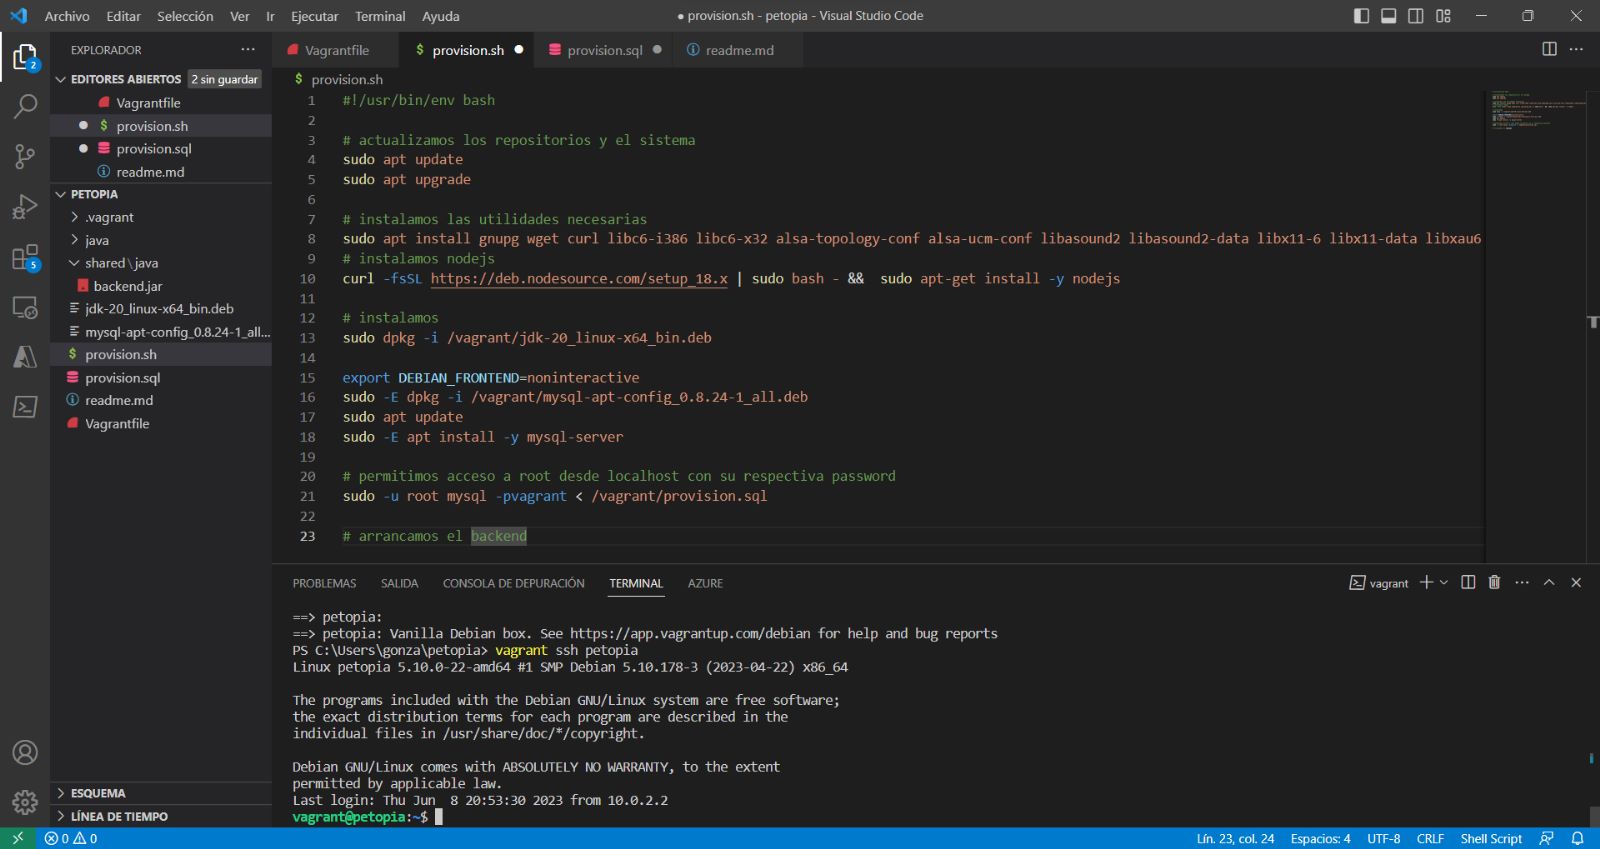 Archivo Editar Selección Ver Ir Ejecutar Terminal Ayuda
● provision.sh - petopia - Visual Studio Code
EXPLORADOR
EDITORES ABIERTOS 2 sin guardar
Vagrantfile
provision.sh
provision.sql
readme.md
PETOPIA
.vagrant
java
shared \ java
backend.jar
jdk-20_linux-x64_bin.deb
mysql-apt-config_0.8.24-1_all...
provision.sh
provision.sql
readme.md
Vagrantfile
ESQUEMA
LÍNEA DE TIEMPO
2
5
Vagrantfile $ provision.sh ● provision.sql ● readme.md
$ provision.sh
1 #!/usr/bin/env bash
2
3 # actualizamos los repositorios y el sistema
4 sudo apt update
5 sudo apt upgrade
6
7 # instalamos las utilidades necesarias
8 sudo apt install gnupg wget curl libc6-i386 libc6-x32 alsa-topology-conf alsa-ucm-conf libasound2 libasound2-data libx11-6 libx11-data libxau6
9 # instalamos nodejs
10 curl -fsSL https://deb.nodesource.com/setup_18.x | sudo bash - &&  sudo apt-get install -y nodejs
11
12 # instalamos
13 sudo dpkg -i /vagrant/jdk-20_linux-x64_bin.deb
14
15 export DEBIAN_FRONTEND=noninteractive
16 sudo -E dpkg -i /vagrant/mysql-apt-config_0.8.24-1_all.deb
17 sudo apt update
18 sudo -E apt install -y mysql-server
19
20 # permitimos acceso a root desde localhost con su respectiva password
21 sudo -u root mysql -pvagrant < /vagrant/provision.sql
22
23 # arrancamos el backend
PROBLEMAS SALIDA CONSOLA DE DEPURACIÓN TERMINAL AZURE
vagrant
==> petopia:
==> petopia: Vanilla Debian box. See https://app.vagrantup.com/debian for help and bug reports
PS C:\Users\gonza\petopia> vagrant ssh petopia
Linux petopia 5.10.0-22-amd64 #1 SMP Debian 5.10.178-3 (2023-04-22) x86_64
The programs included with the Debian GNU/Linux system are free software;
the exact distribution terms for each program are described in the
individual files in /usr/share/doc/*/copyright.
Debian GNU/Linux comes with ABSOLUTELY NO WARRANTY, to the extent
permitted by applicable law.
Last login: Thu Jun  8 20:53:30 2023 from 10.0.2.2
vagrant@petopia:~$
0 0
Lín. 23, col. 24 Espacios: 4 UTF-8 CRLF Shell Script